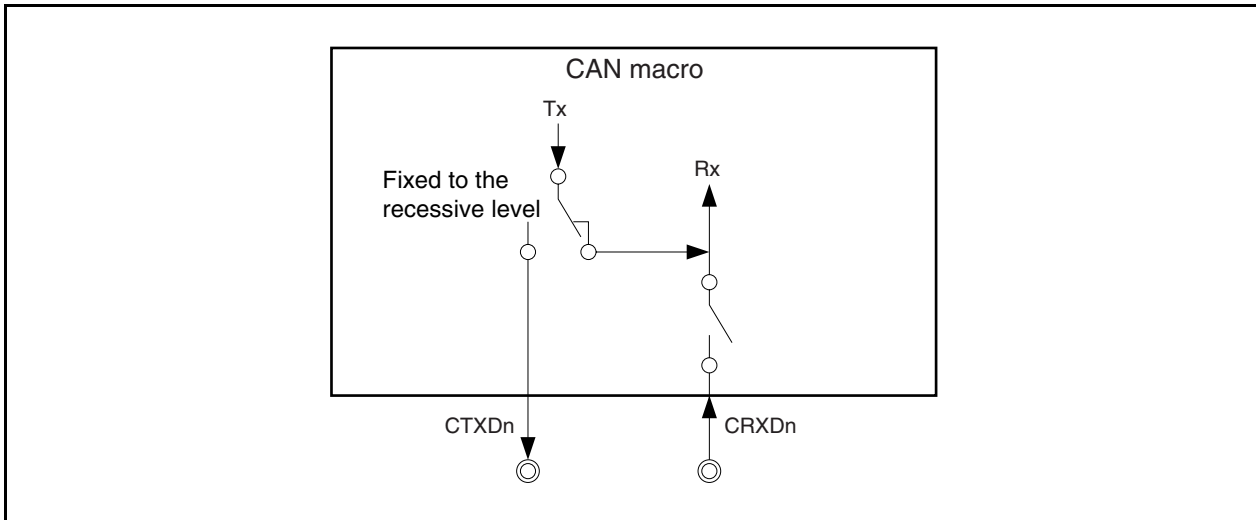 CAN macro
Tx
Rx
Fixed to the
recessive level
CTXDn
CRXDn